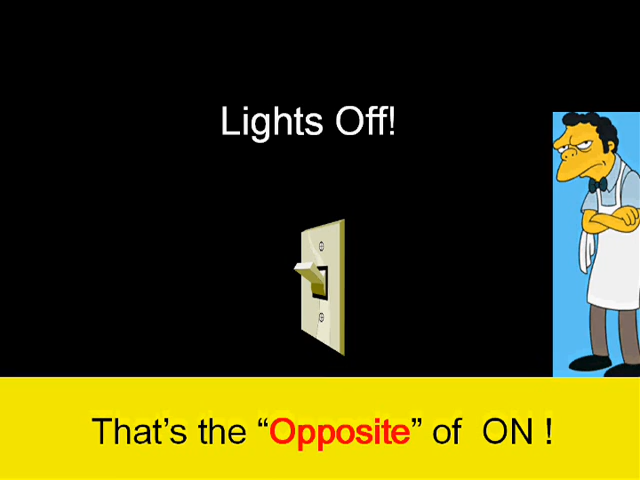 Lights Off!
That’s the “Opposite” of ON !